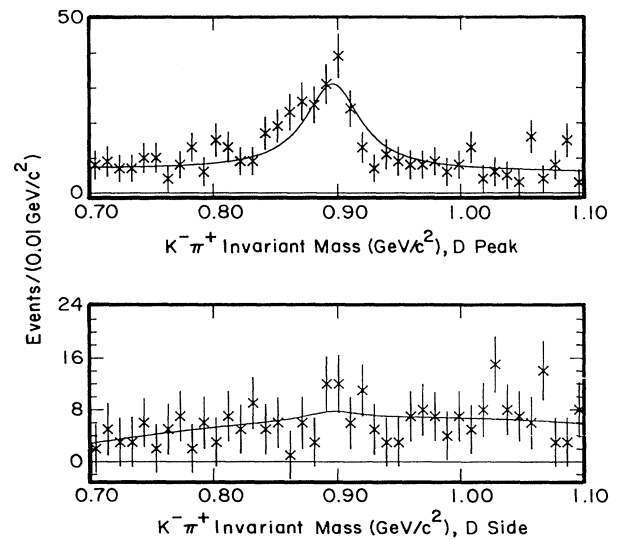 50
0
0.70 0.80 0.90 1.00 1.10
K⁻π⁺ Invariant Mass (GeV/c²), D Peak
Events/(0.01 GeV/c²)
24
16
8
0
0.70 0.80 0.90 1.00 1.10
K⁻π⁺ Invariant Mass (GeV/c²), D Side